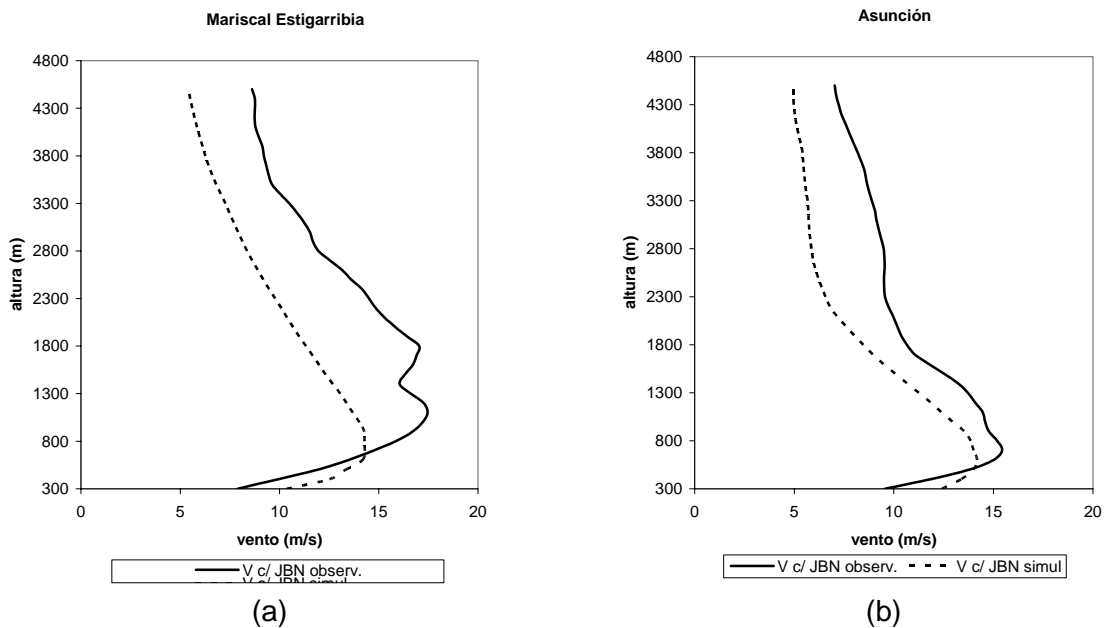 Mariscal Estigarribia
4800
4300
3800
3300
2800
2300
1800
1300
800
300
altura (m)
0 5 10 15 20
vento (m/s)
V c/ JBN observ.
V c/ JBN simul
(a)
Asunción
4800
4300
3800
3300
2800
2300
1800
1300
800
300
altura (m)
0 5 10 15 20
vento (m/s)
V c/ JBN observ. V c/ JBN simul
(b)